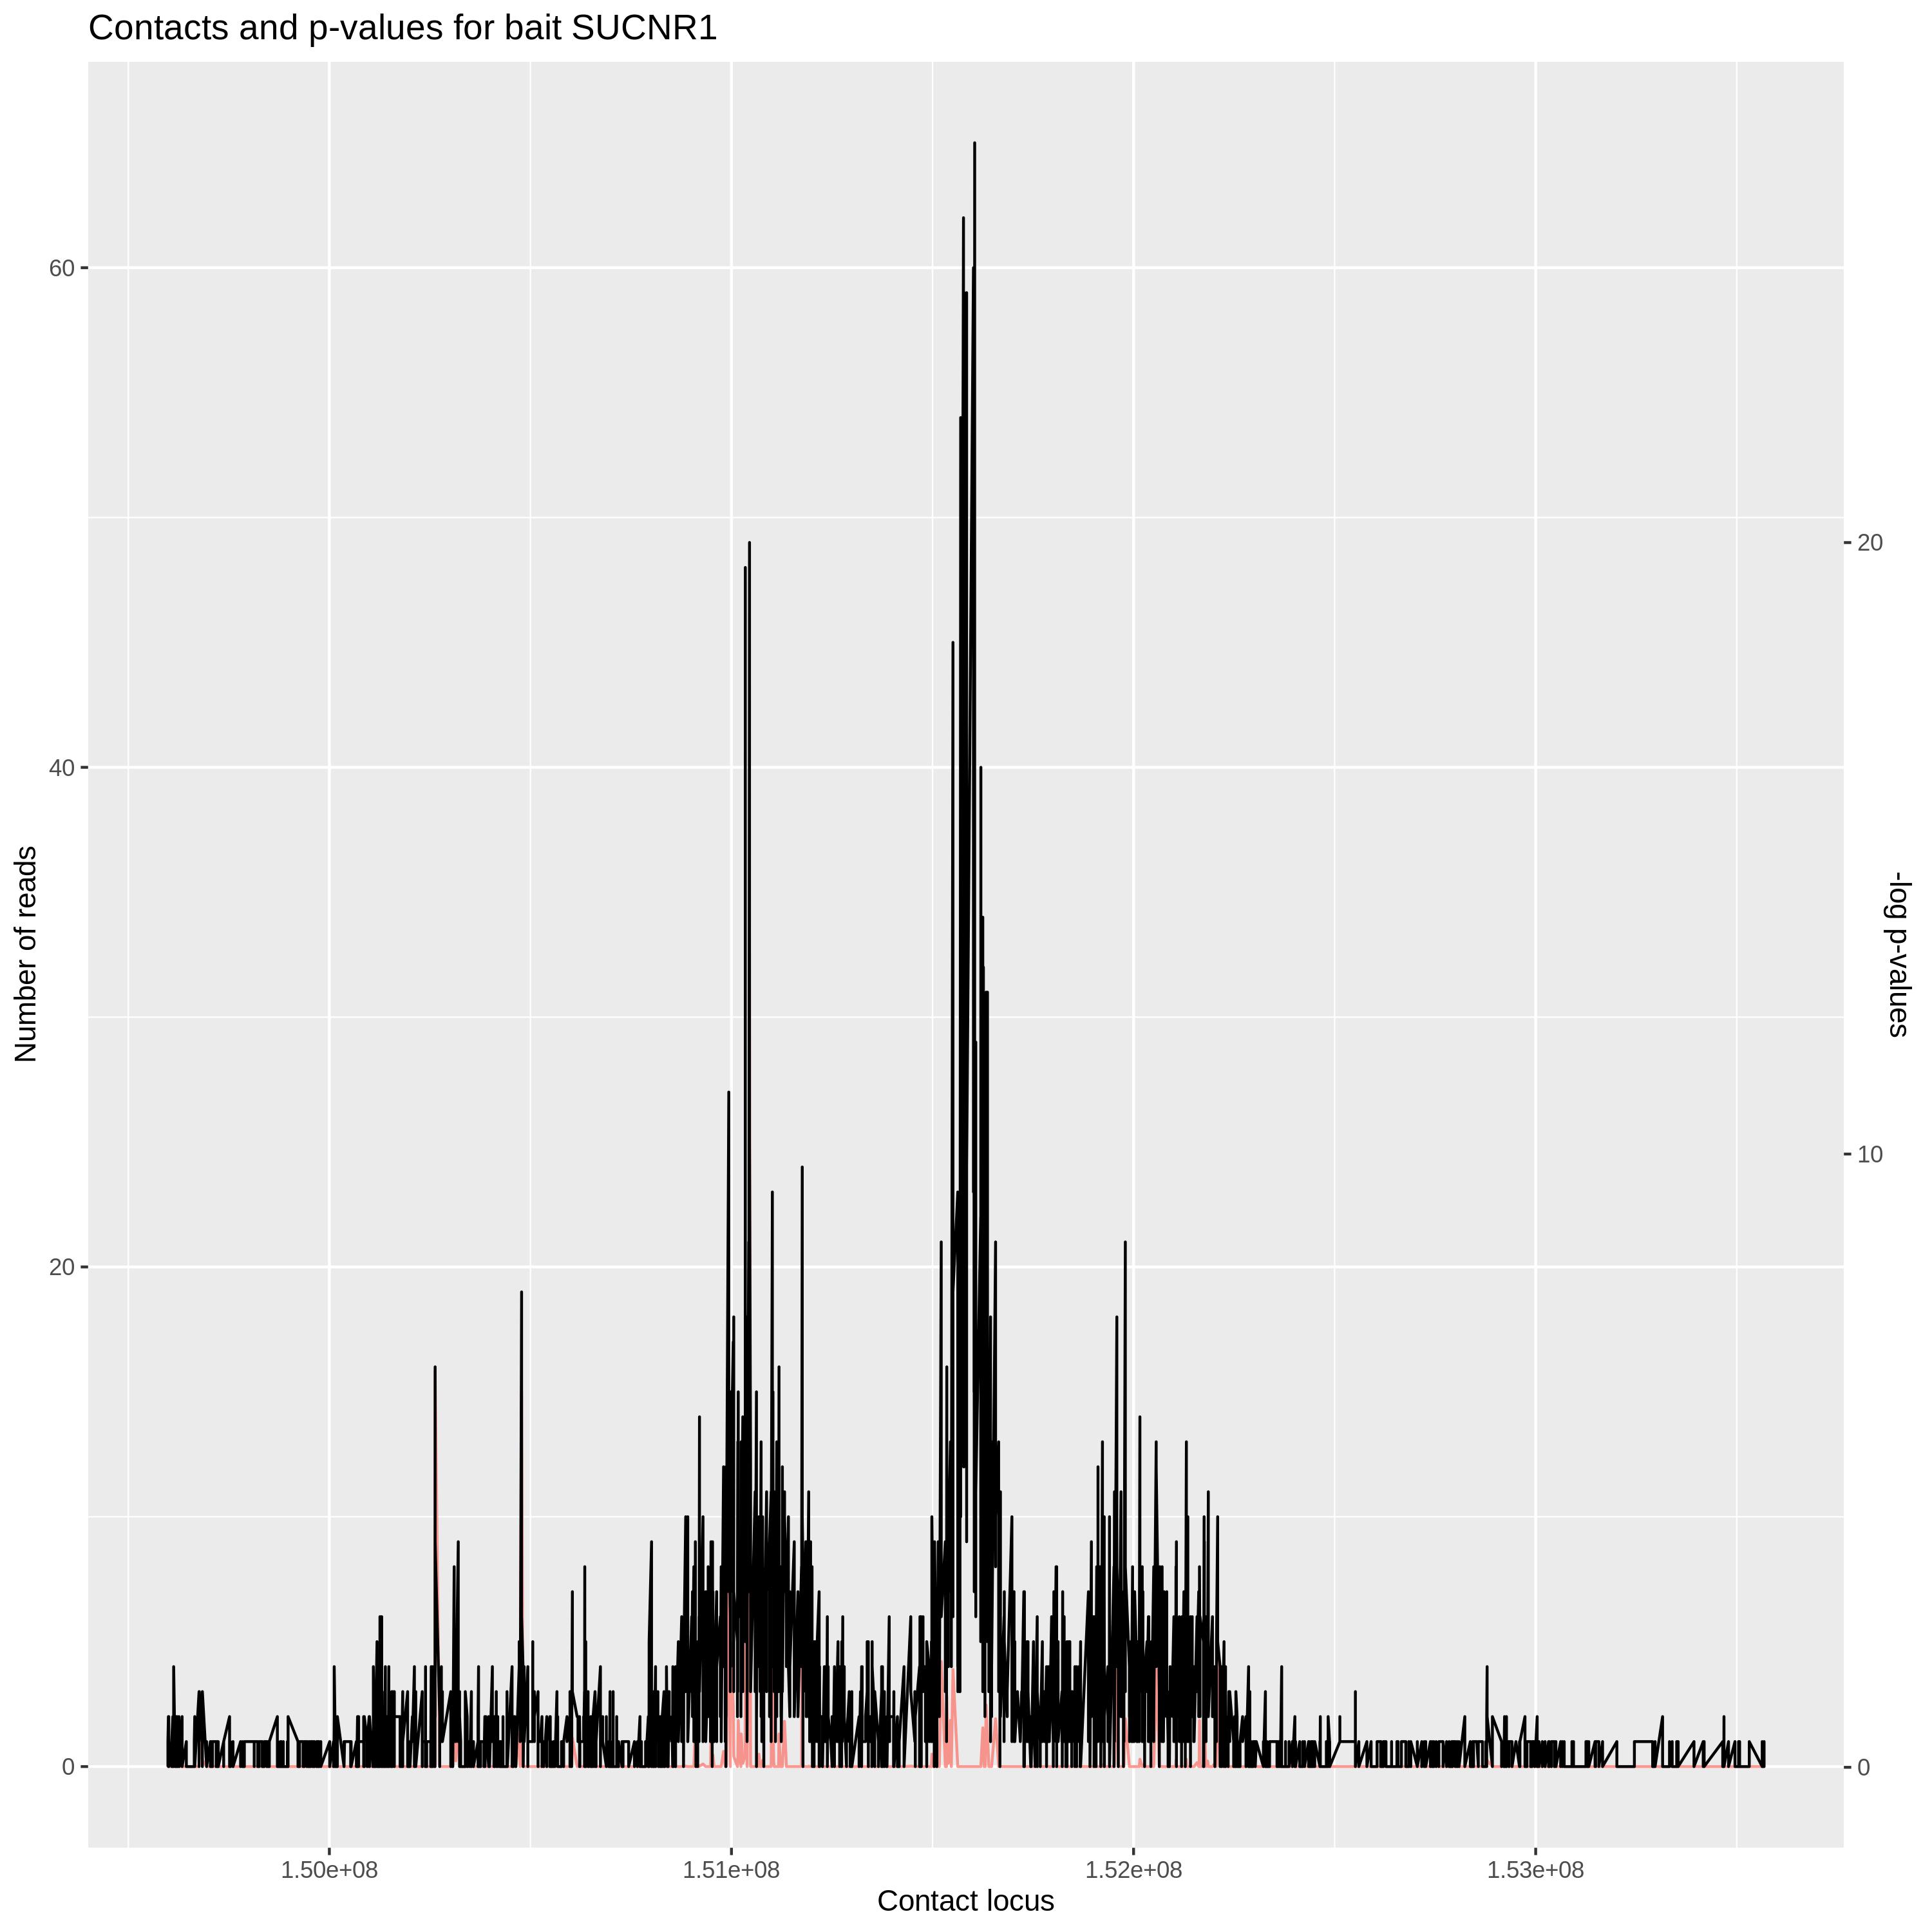 Contacts and p-values for bait SUCNR1
60
40
20
0
Number of reads
20
10
0
-log p-values
1.50e+08
1.51e+08
1.52e+08
1.53e+08
Contact locus